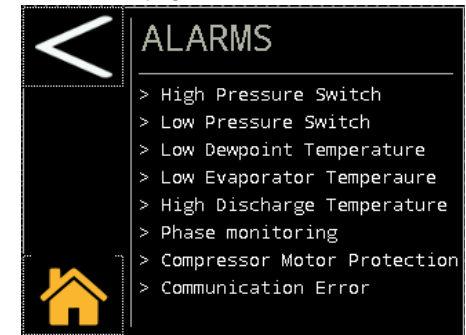 ALARMS
> High Pressure Switch
> Low Pressure Switch
> Low Dewpoint Temperature
> Low Evaporator Temperaure
> High Discharge Temperature
> Phase monitoring
> Compressor Motor Protection
> Communication Error